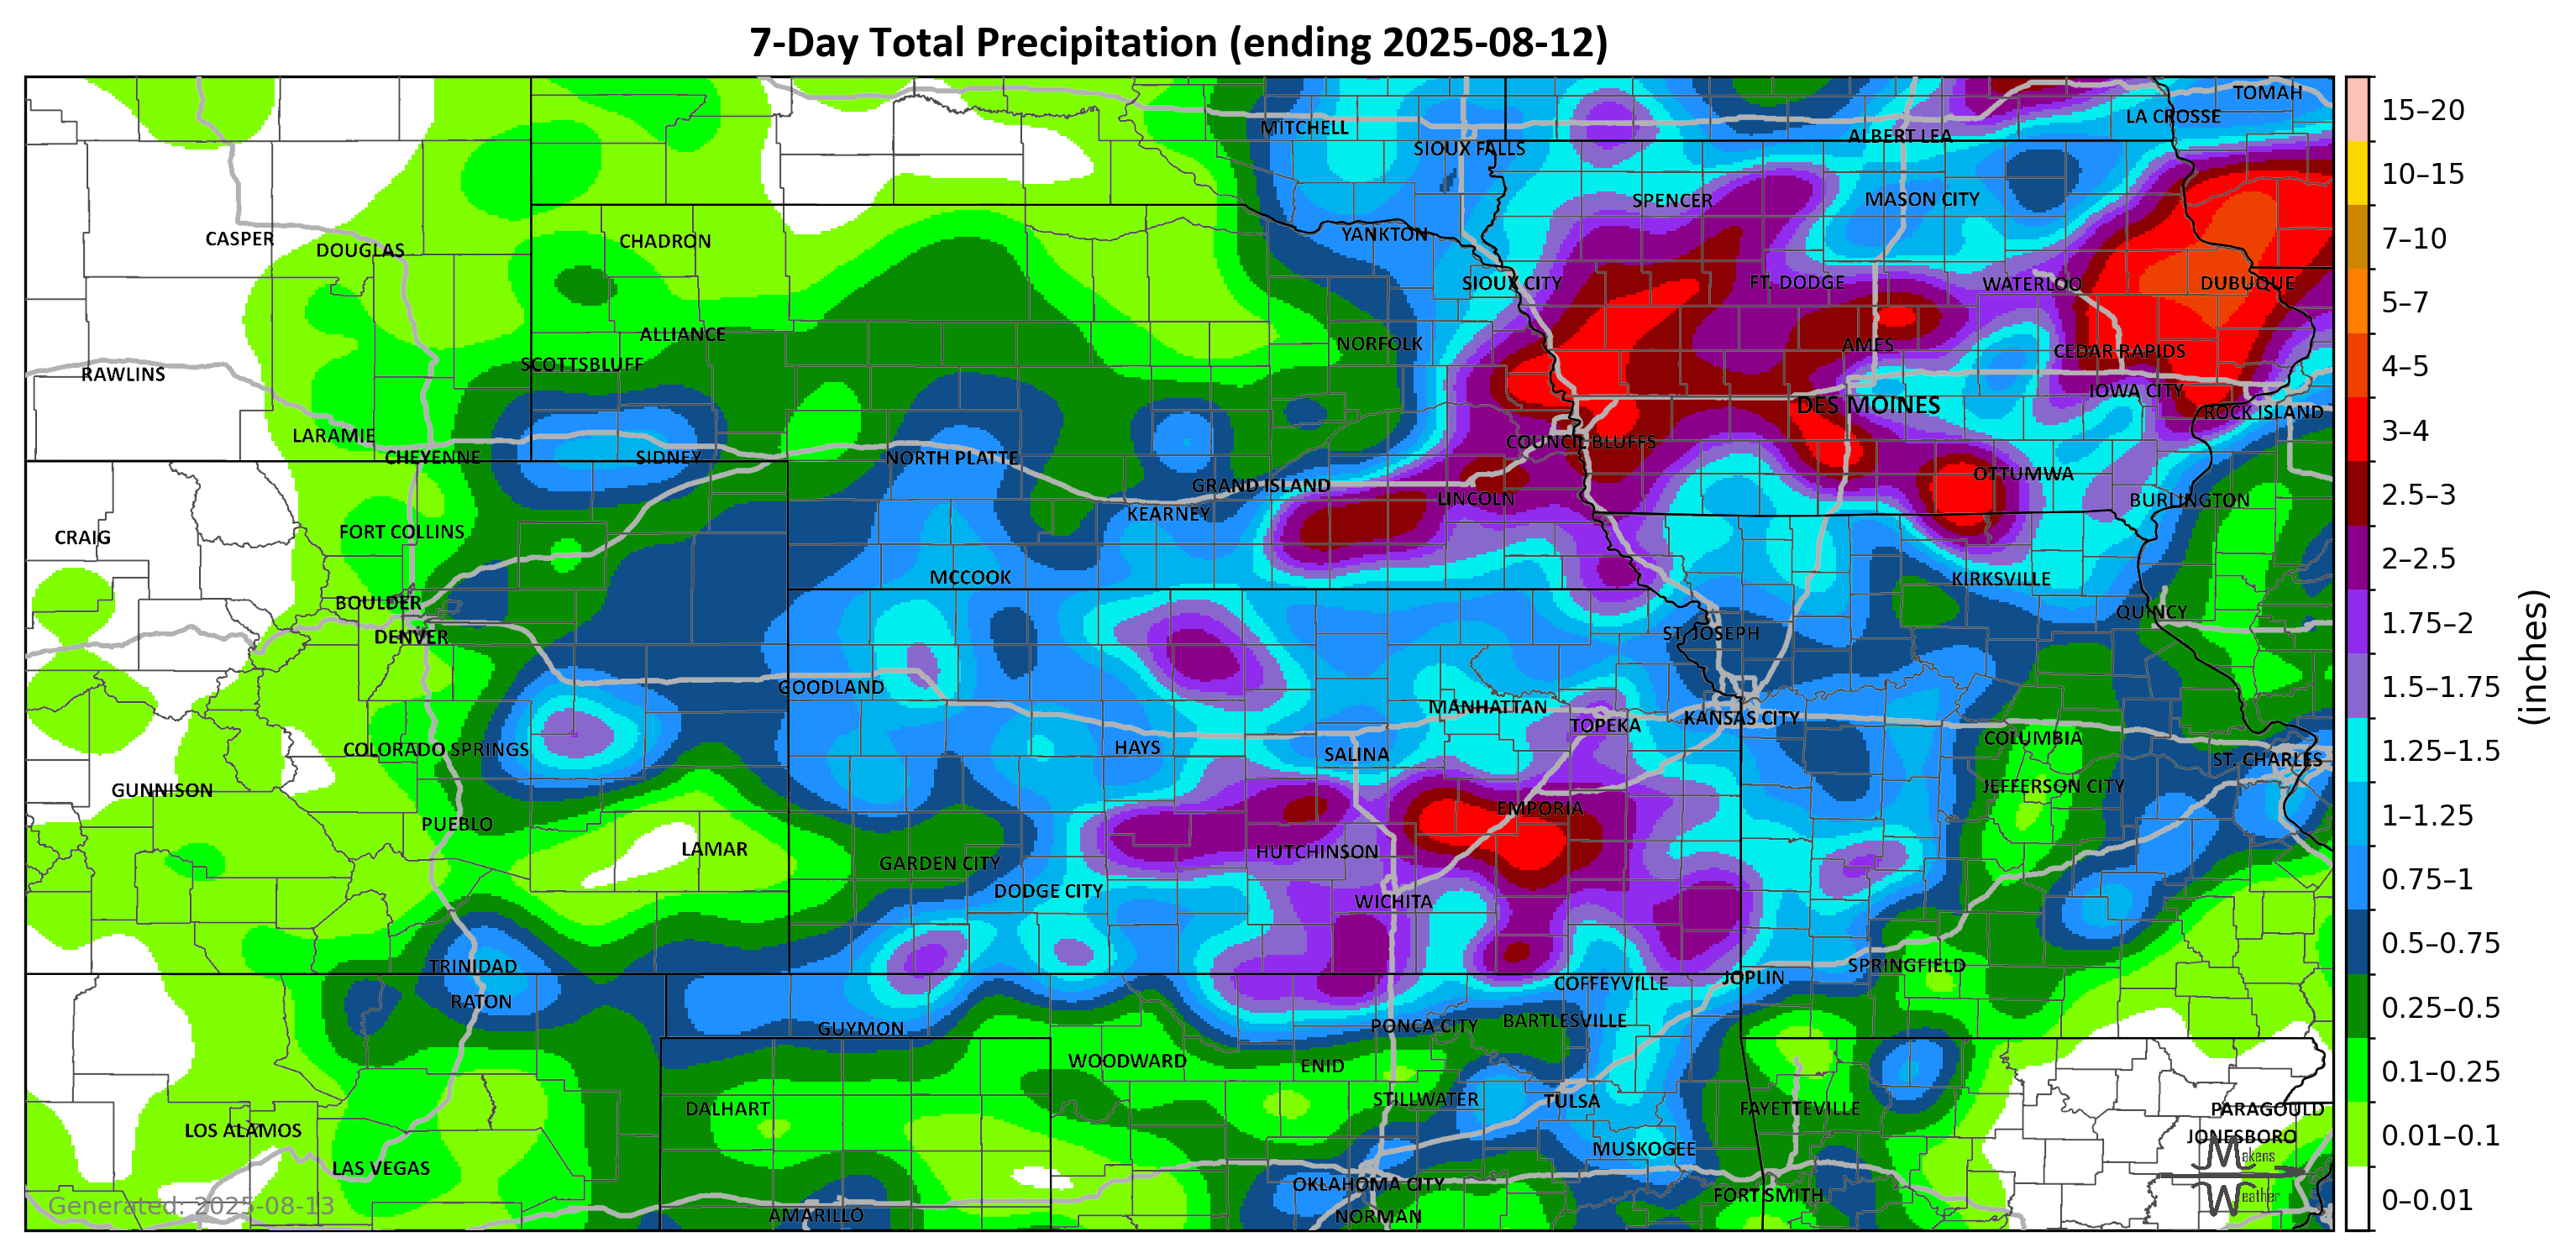 7-Day Total Precipitation (ending 2025-08-12)
TOMAH
LA CROSSE
MITCHELL
ALBERT LEA
SIOUX FALLS
SPENCER
MASON CITY
YANKTON
CASPER
DOUGLAS
CHADRON
SIOUX CITY
FT. DODGE
WATERLOO
DUBUQUE
ALLIANCE
NORFOLK
AMES
CEDAR RAPIDS
SCOTTSBLUFF
RAWLINS
IOWA CITY
DES MOINES
ROCK ISLAND
LARAMIE
COUNCIL BLUFFS
CHEYENNE
SIDNEY
NORTH PLATTE
OTTUMWA
GRAND ISLAND
LINCOLN
BURLINGTON
KEARNEY
FORT COLLINS
CRAIG
MCCOOK
KIRKSVILLE
BOULDER
QUINCY
DENVER
ST. JOSEPH
GOODLAND
MANHATTAN
TOPEKA
KANSAS CITY
COLORADO SPRINGS
HAYS
SALINA
COLUMBIA
ST. CHARLES
GUNNISON
JEFFERSON CITY
PUEBLO
EMPORIA
LAMAR
HUTCHINSON
GARDEN CITY
DODGE CITY
WICHITA
TRINIDAD
SPRINGFIELD
JOPLIN
COFFEYVILLE
RATON
GUYMON
PONCA CITY
BARTLESVILLE
WOODWARD
ENID
DALHART
STILLWATER
TULSA
FAYETTEVILLE
PARAGOULD
LOS ALAMOS
JONESBORO
LAS VEGAS
MUSKOGEE
OKLAHOMA CITY
FORT SMITH
AMARILLO
NORMAN
Makens
Weather
Generated: 2025-08-13
15–20
10–15
7–10
5–7
4–5
3–4
2.5–3
2–2.5
1.75–2
1.5–1.75
1.25–1.5
1–1.25
0.75–1
0.5–0.75
0.25–0.5
0.1–0.25
0.01–0.1
0–0.01
(inches)